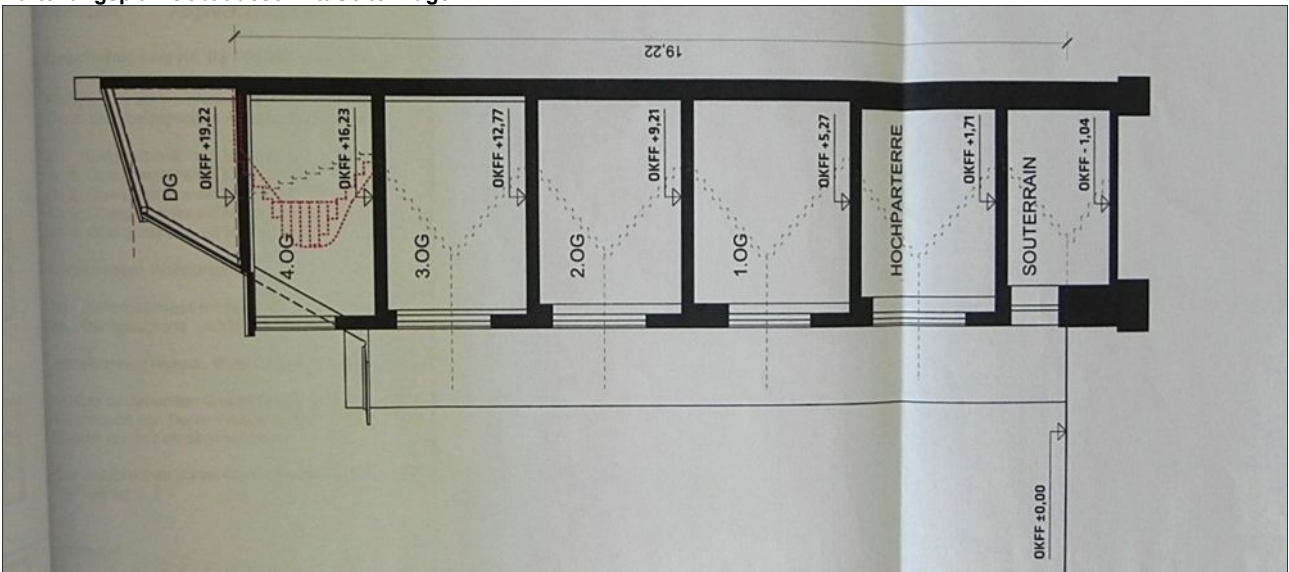 19,22
DG
OKFF +19,22
4.OG
OKFF +16,23
3.OG
OKFF +12,77
2.OG
OKFF +9,21
1.OG
OKFF +5,27
HOCHPARTERRE
OKFF +1,71
SOUTERRAIN
OKFF - 1,04
OKFF ±0,00